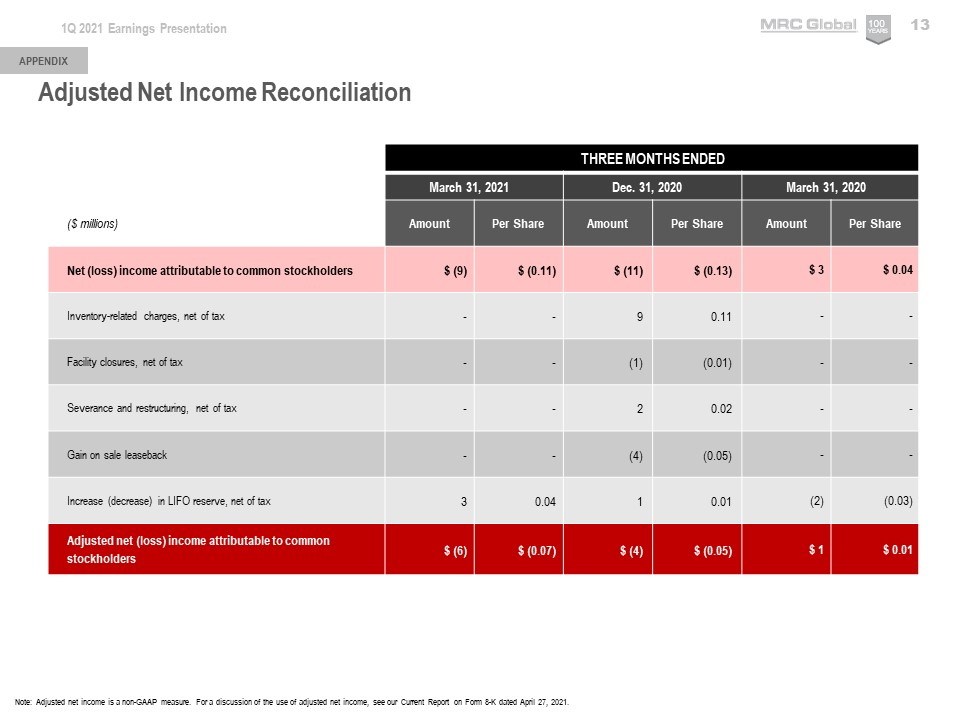 1Q 2021 Earnings Presentation
MRC Global
100 YEARS
13
APPENDIX
Adjusted Net Income Reconciliation
THREE MONTHS ENDED
March 31, 2021 Dec. 31, 2020 March 31, 2020
($ millions) Amount Per Share Amount Per Share Amount Per Share
Net (loss) income attributable to common stockholders $ (9) $ (0.11) $ (11) $ (0.13) $ 3 $ 0.04
Inventory-related charges, net of tax - - 9 0.11 - -
Facility closures, net of tax - - (1) (0.01) - -
Severance and restructuring, net of tax - - 2 0.02 - -
Gain on sale leaseback - - (4) (0.05) - -
Increase (decrease) in LIFO reserve, net of tax 3 0.04 1 0.01 (2) (0.03)
Adjusted net (loss) income attributable to common
stockholders $ (6) $ (0.07) $ (4) $ (0.05) $ 1 $ 0.01
Note: Adjusted net income is a non-GAAP measure. For a discussion of the use of adjusted net income, see our Current Report on Form 8-K dated April 27, 2021.